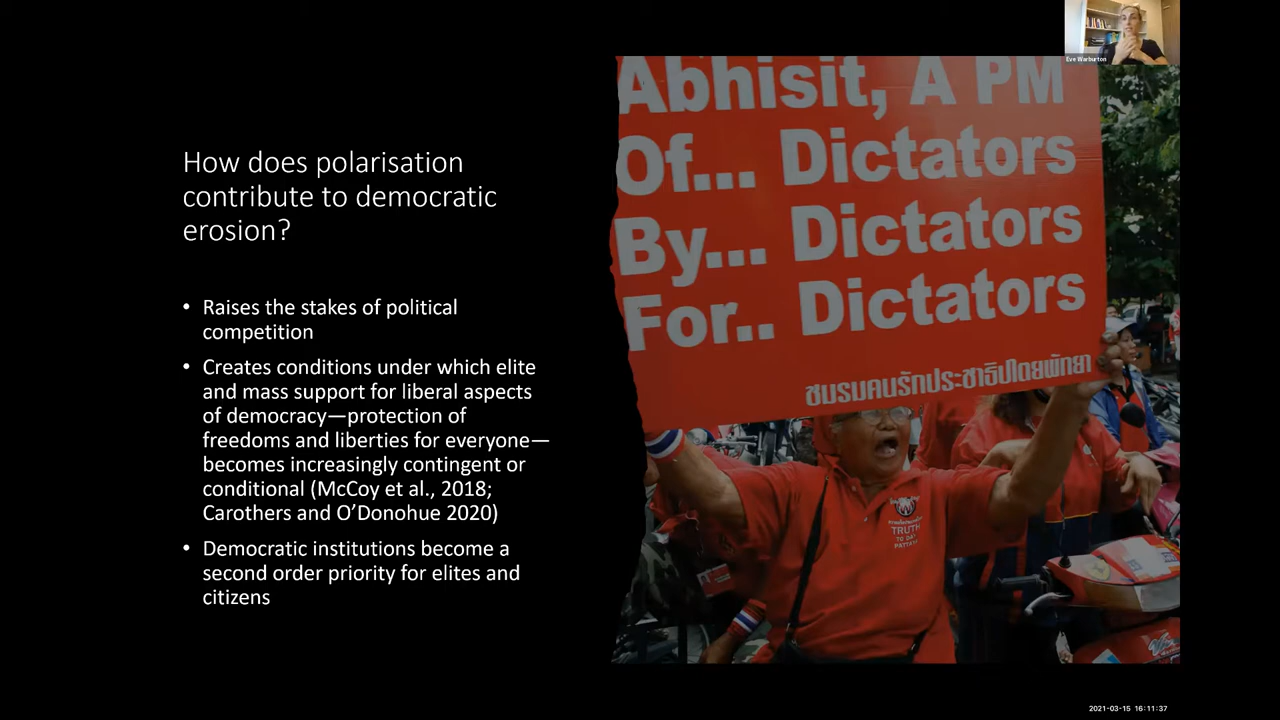 Eve Warburton
How does polarisation
contribute to democratic
erosion?
• Raises the stakes of political
competition
• Creates conditions under which elite
and mass support for liberal aspects
of democracy—protection of
freedoms and liberties for everyone—
becomes increasingly contingent or
conditional (McCoy et al., 2018;
Carothers and O’Donohue 2020)
• Democratic institutions become a
second order priority for elites and
citizens
Abhisit, A PM
Of... Dictators
By... Dictators
For.. Dictators
ชมรมคนรักประชาธิปไตยพัทยา
TRUTH
TO DAY
PATTAYA
2021-03-15 16:11:37